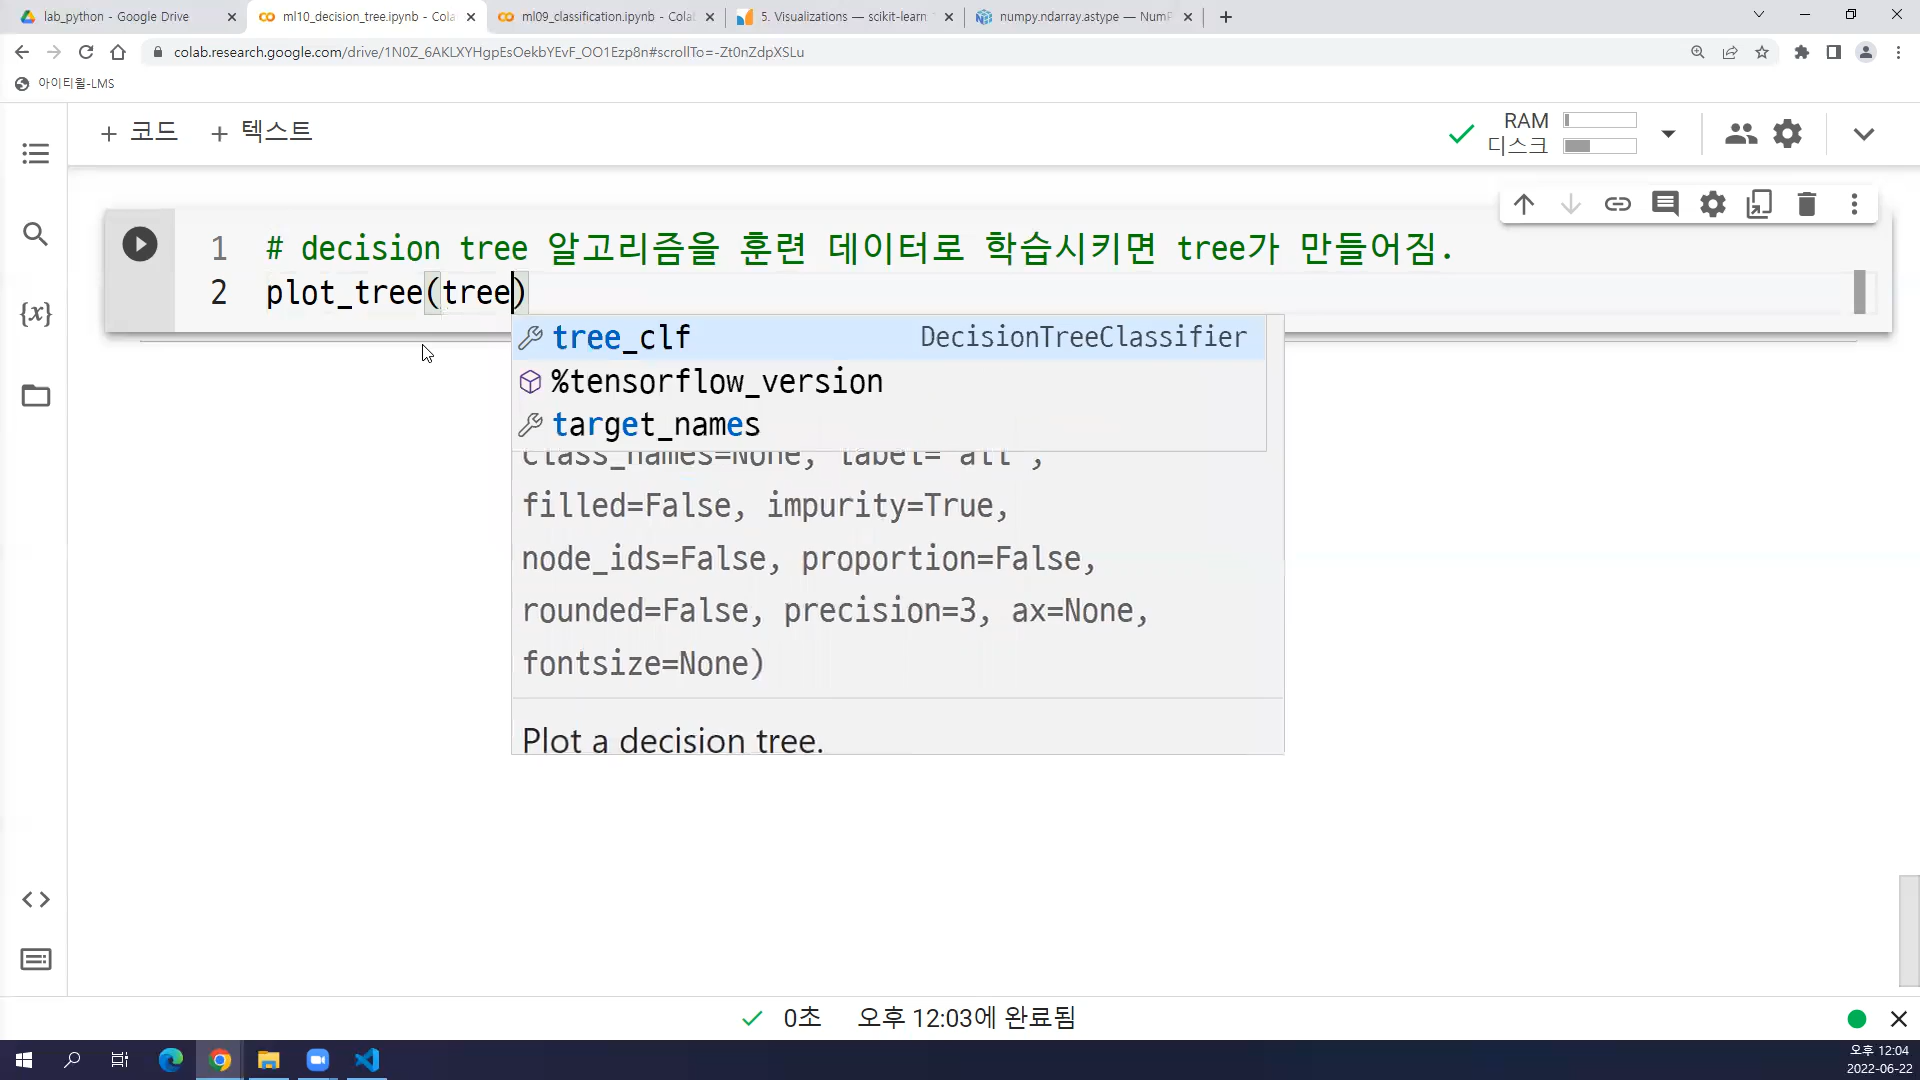 lab_python - Google Drive
ml10_decision_tree.ipynb - Cola
ml09_classification.ipynb - Cola
5. Visualizations — scikit-learn
numpy.ndarray.astype — NumP
colab.research.google.com/drive/1N0Z_6AKLXYHgpEsOekbYEvF_OO1Ezp8n#scrollTo=-Zt0nZdpXSLu
아이티윌-LMS
+ 코드
+ 텍스트
RAM
디스크
1 # decision tree 알고리즘을 훈련 데이터로 학습시키면 tree가 만들어짐.
2 plot_tree(tree)
{x}
tree_clf DecisionTreeClassifier
%tensorflow_version
target_names
class_names=None, label='all',
filled=False, impurity=True,
node_ids=False, proportion=False,
rounded=False, precision=3, ax=None,
fontsize=None)
Plot a decision tree.
0초 오후 12:03에 완료됨
오후 12:04
2022-06-22